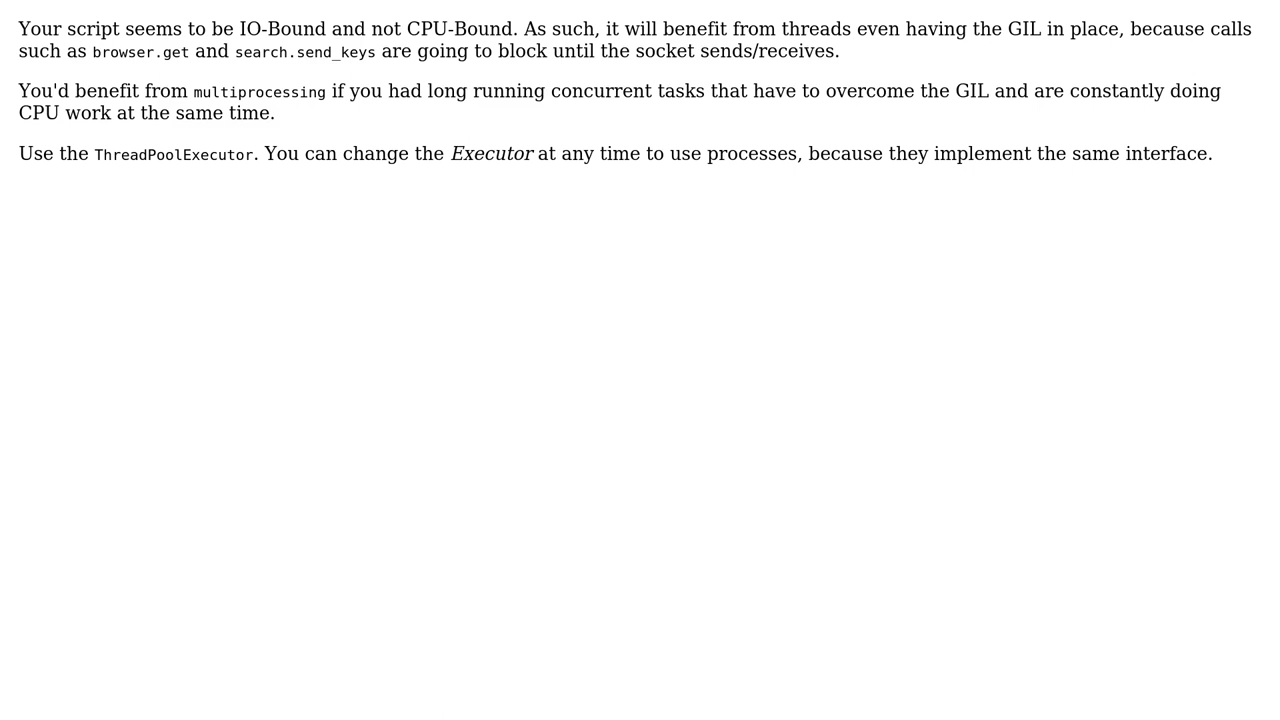 Your script seems to be IO-Bound and not CPU-Bound. As such, it will benefit from threads even having the GIL in place, because calls
such as browser.get and search.send_keys are going to block until the socket sends/receives.
You'd benefit from multiprocessing if you had long running concurrent tasks that have to overcome the GIL and are constantly doing
CPU work at the same time.
Use the ThreadPoolExecutor. You can change the Executor at any time to use processes, because they implement the same interface.